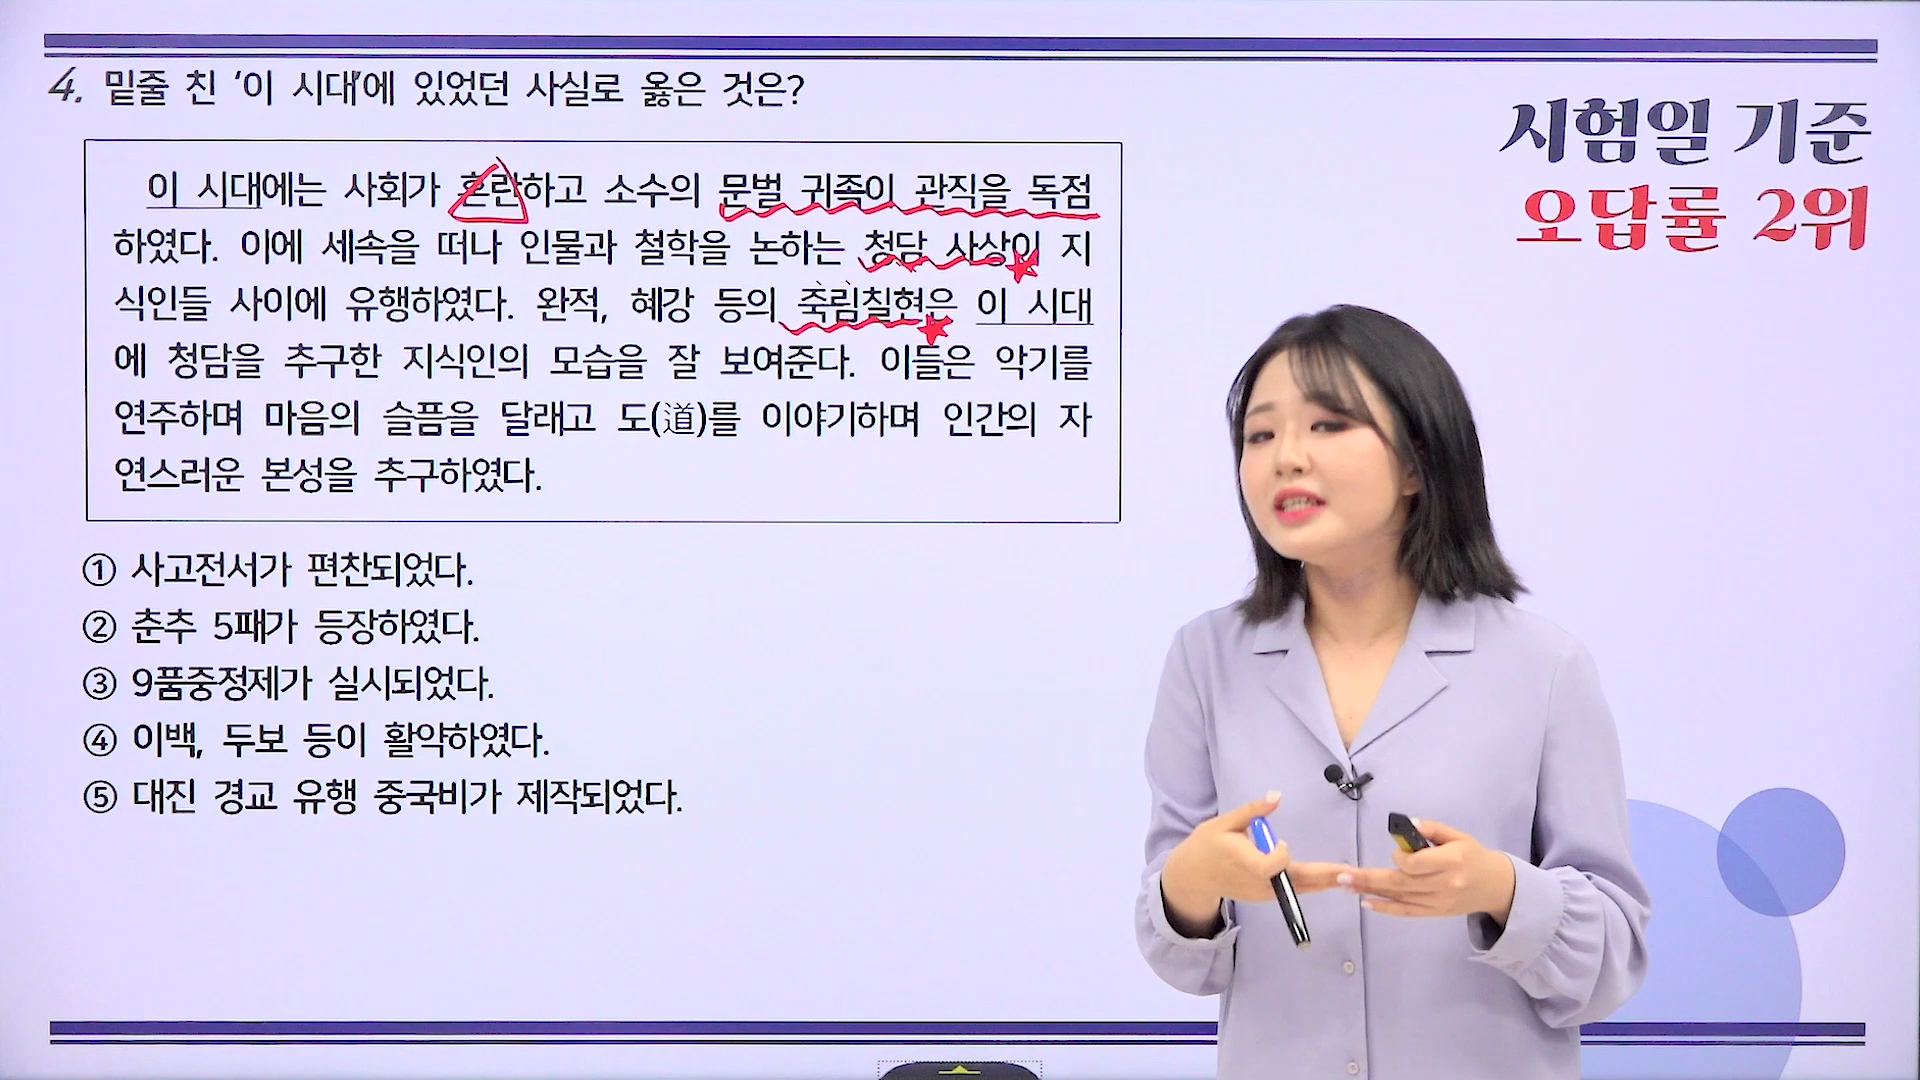 4. 밑줄 친 '이 시대'에 있었던 사실로 옳은 것은?
시험일 기준
오답률 2위
이 시대에는 사회가 혼란하고 소수의 문벌 귀족이 관직을 독점
하였다. 이에 세속을 떠나 인물과 철학을 논하는 청담 사상이 지
식인들 사이에 유행하였다. 완적, 혜강 등의 죽림칠현은 이 시대
에 청담을 추구한 지식인의 모습을 잘 보여준다. 이들은 악기를
연주하며 마음의 슬픔을 달래고 도(道)를 이야기하며 인간의 자
연스러운 본성을 추구하였다.
① 사고전서가 편찬되었다.
② 춘추 5패가 등장하였다.
③ 9품중정제가 실시되었다.
④ 이백, 두보 등이 활약하였다.
⑤ 대진 경교 유행 중국비가 제작되었다.